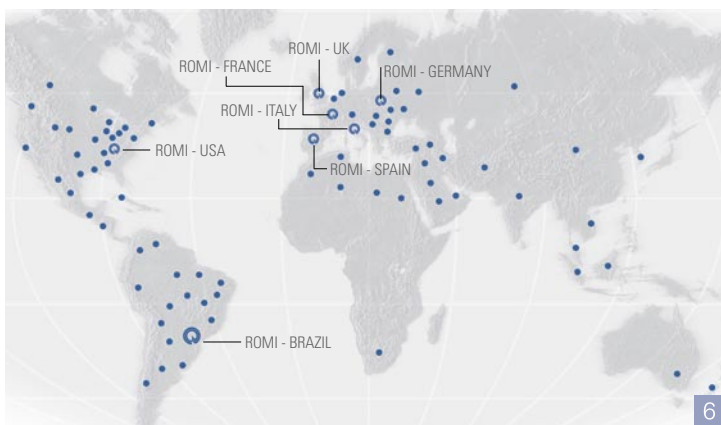 ROMI - UK
ROMI - FRANCE
ROMI - GERMANY
ROMI - ITALY
ROMI - USA
ROMI - SPAIN
ROMI - BRAZIL
6